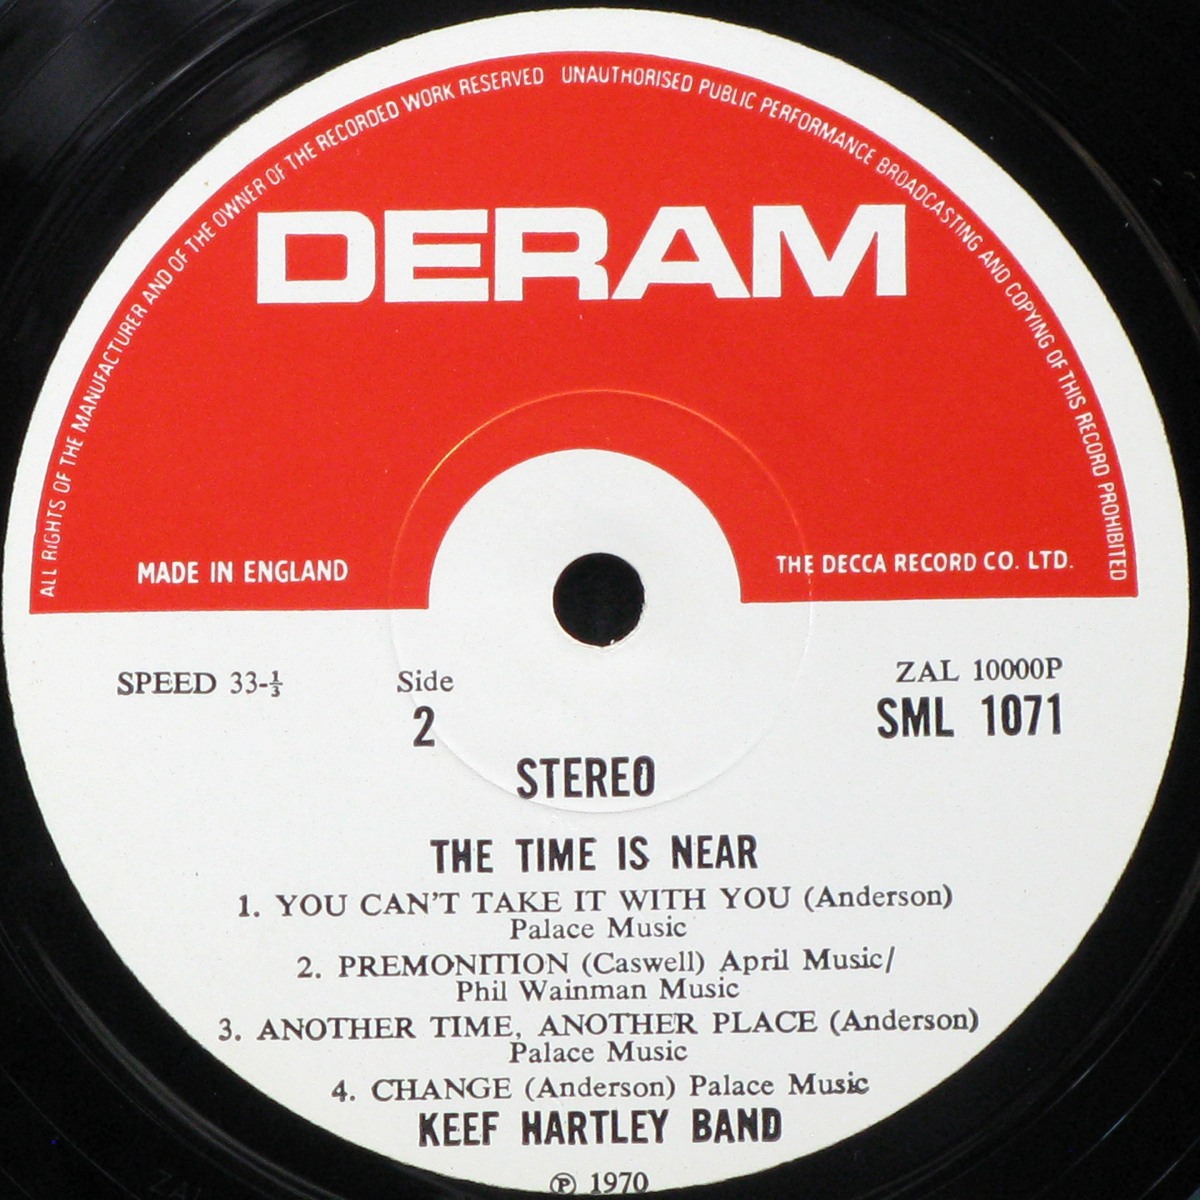 ALL RIGHTS OF THE MANUFACTURER AND OF THE OWNER OF THE RECORDED WORK RESERVED UNAUTHORISED PUBLIC PERFORMANCE BROADCASTING AND COPYING OF THIS RECORD PROHIBITED
DERAM
MADE IN ENGLAND
THE DECCA RECORD CO. LTD.
SPEED 33-⅓
Side
2
ZAL 10000P
SML 1071
STEREO
THE TIME IS NEAR
1. YOU CAN'T TAKE IT WITH YOU (Anderson)
Palace Music
2. PREMONITION (Caswell) April Music/
Phil Wainman Music
3. ANOTHER TIME, ANOTHER PLACE (Anderson)
Palace Music
4. CHANGE (Anderson) Palace Music
KEEF HARTLEY BAND
℗ 1970